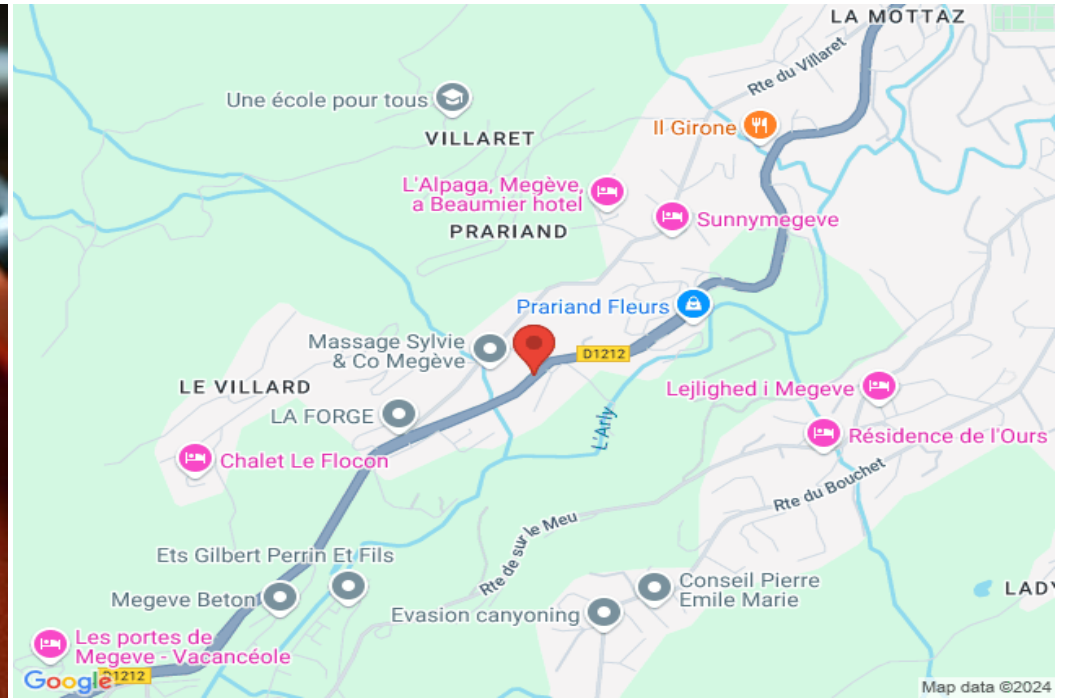 LA MOTTAZ
Rte du Villaret
Une école pour tous
Il Girone
VILLARET
L'Alpaga, Megève,
a Beaumier hotel
Sunnymegeve
PRARIAND
Prariand Fleurs
Massage Sylvie
& Co Megève
D1212
LE VILLARD
Lejlighed i Megeve
LA FORGE
L'Arly
Résidence de l'Ours
Chalet Le Flocon
Rte du Bouchet
Rte de sur le Meu
Ets Gilbert Perrin Et Fils
Megeve Beton
Conseil Pierre
Emile Marie
LADY
Evasion canyoning
Les portes de
Megeve - Vacancéole
Google
D1212
Map data ©2024